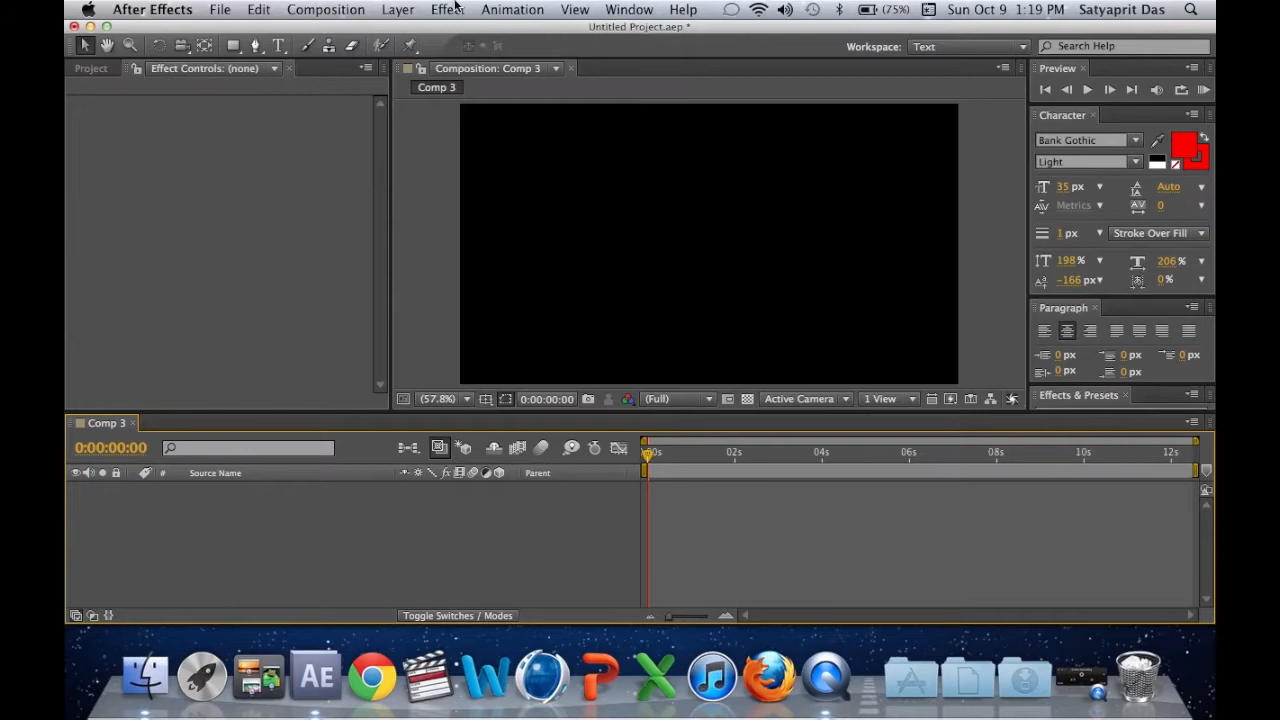 After Effects File Edit Composition Layer Effect Animation View Window Help (75%) Sun Oct 9 1:19 PM Satyaprit Das
Untitled Project.aep *
Workspace: Text Search Help
Project Effect Controls: (none) Composition: Comp 3 Preview
Comp 3
Character
Bank Gothic
Light
35 px Auto
Metrics 0
1 px Stroke Over Fill
198 % 206 %
-166 px 0 %
Paragraph
0 px 0 px 0 px
0 px 0 px
Effects & Presets
(57.8%) 0:00:00:00 (Full) Active Camera 1 View
Comp 3
0:00:00:00
02s 04s 06s 08s 10s 12s
# Source Name fx Parent
Toggle Switches / Modes
AE W P X